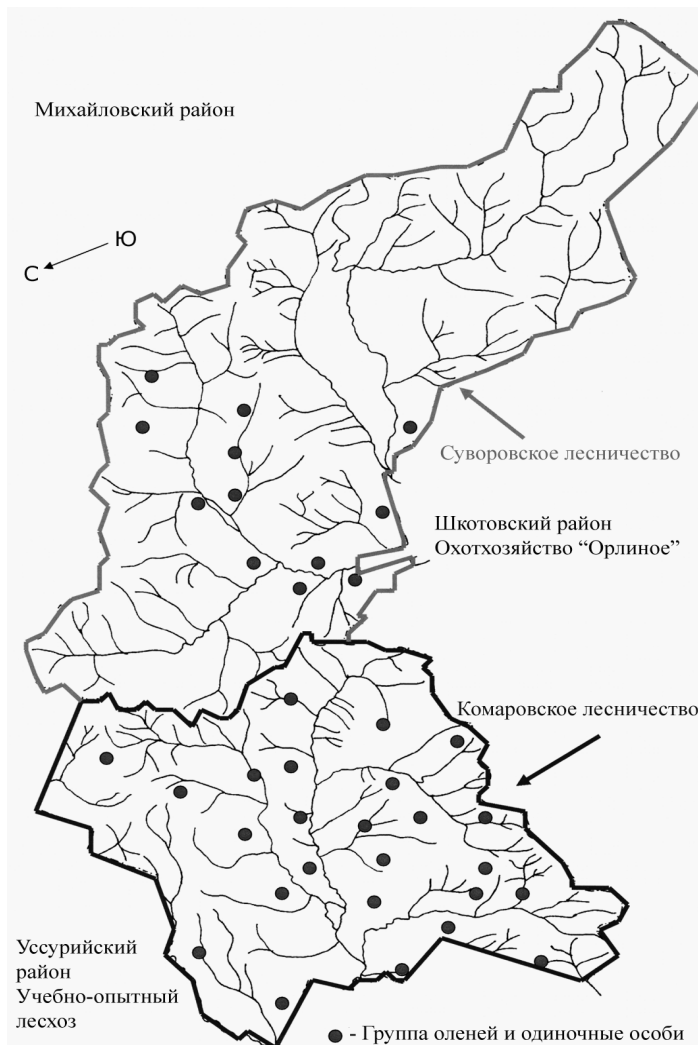 Михайловский район
Ю
С
Суворовское лесничество
Шкотовский район
Охотхозяйство “Орлиное”
Комаровское лесничество
Уссурийский
район
Учебно-опытный
лесхоз
- Группа оленей и одиночные особи